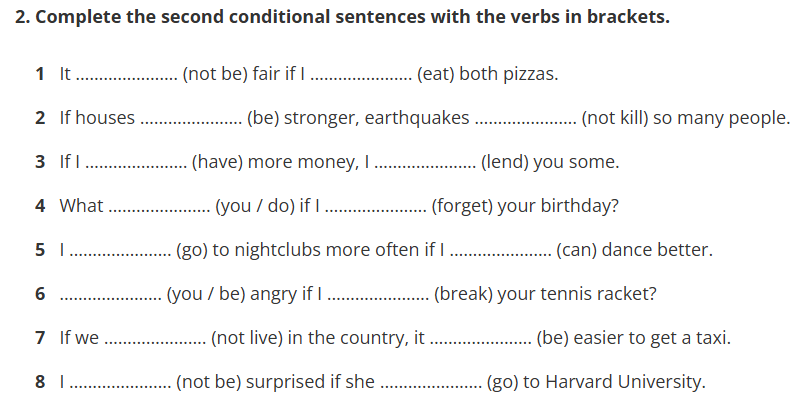 2. Complete the second conditional sentences with the verbs in brackets.
1 It ...................... (not be) fair if I ...................... (eat) both pizzas.
2 If houses ...................... (be) stronger, earthquakes ...................... (not kill) so many people.
3 If I ...................... (have) more money, I ...................... (lend) you some.
4 What ...................... (you / do) if I ...................... (forget) your birthday?
5 I ...................... (go) to nightclubs more often if I ...................... (can) dance better.
6 ...................... (you / be) angry if I ...................... (break) your tennis racket?
7 If we ...................... (not live) in the country, it ...................... (be) easier to get a taxi.
8 I ...................... (not be) surprised if she ...................... (go) to Harvard University.